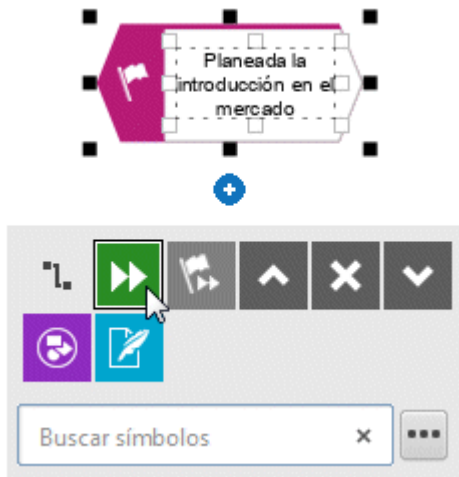 Planeada la
introducción en el
mercado
Buscar símbolos